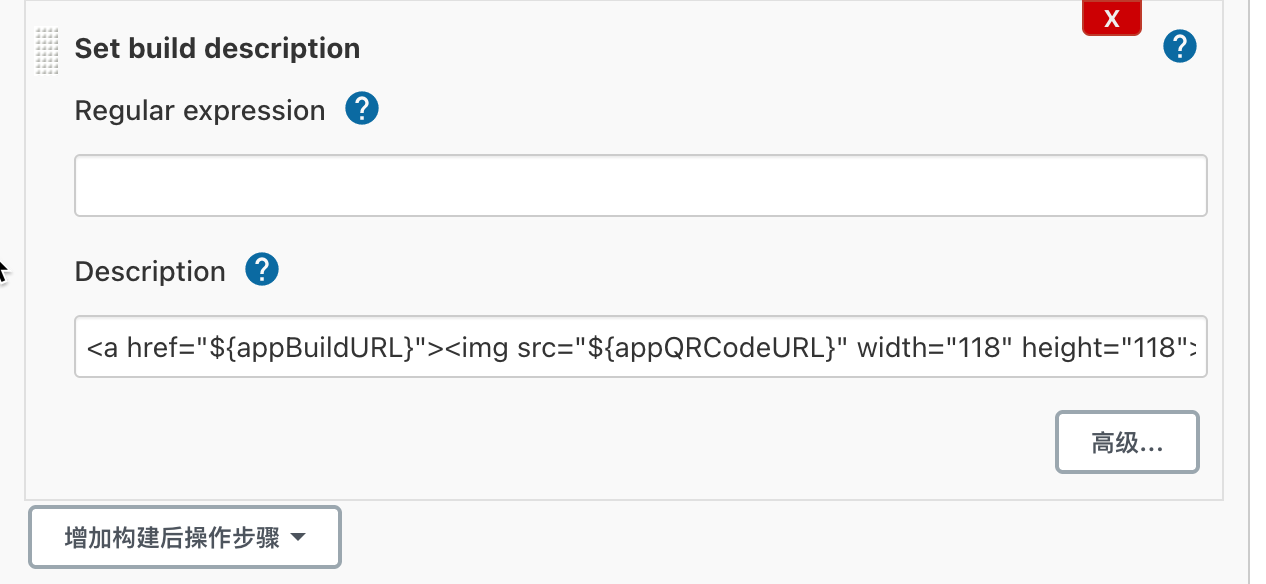 X
Set build description
?
Regular expression ?
Description ?
<a href="${appBuildURL}"><img src="${appQRCodeURL}" width="118" height="118">
高级...
增加构建后操作步骤